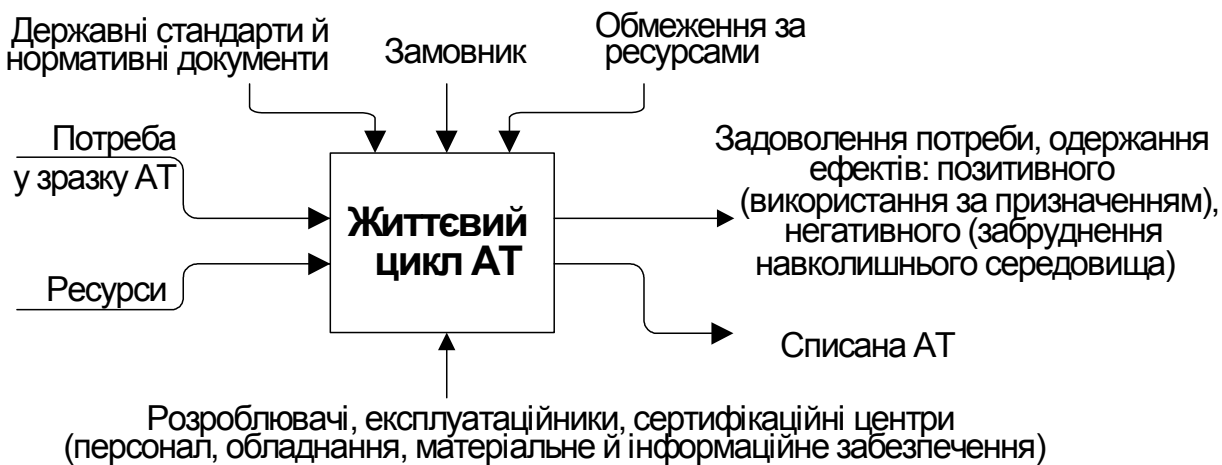 Державні стандарти й
нормативні документи
Замовник
Обмеження за
ресурсами
Потреба
у зразку АТ
Ресурси
Життєвий
цикл АТ
Задоволення потреби, одержання
ефектів: позитивного
(використання за призначенням),
негативного (забруднення
навколишнього середовища)
Списана АТ
Розроблювачі, експлуатаційники, сертифікаційні центри
(персонал, обладнання, матеріальне й інформаційне забезпечення)